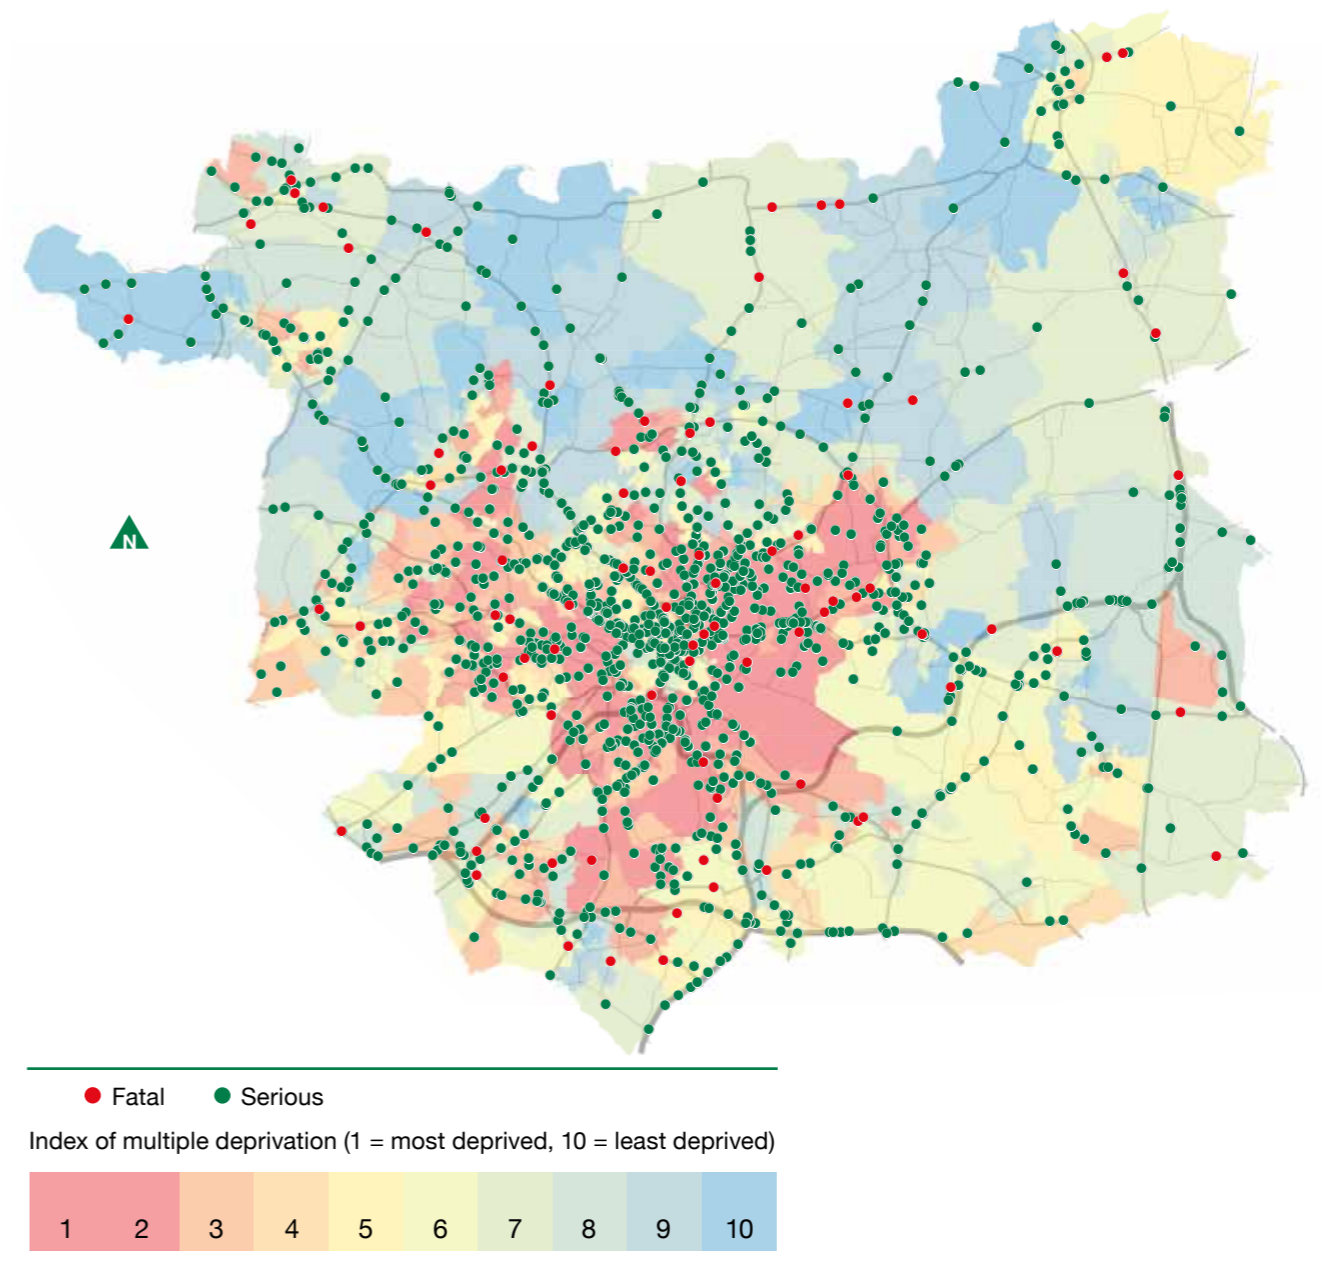 N
Fatal Serious
Index of multiple deprivation (1 = most deprived, 10 = least deprived)
1 2 3 4 5 6 7 8 9 10